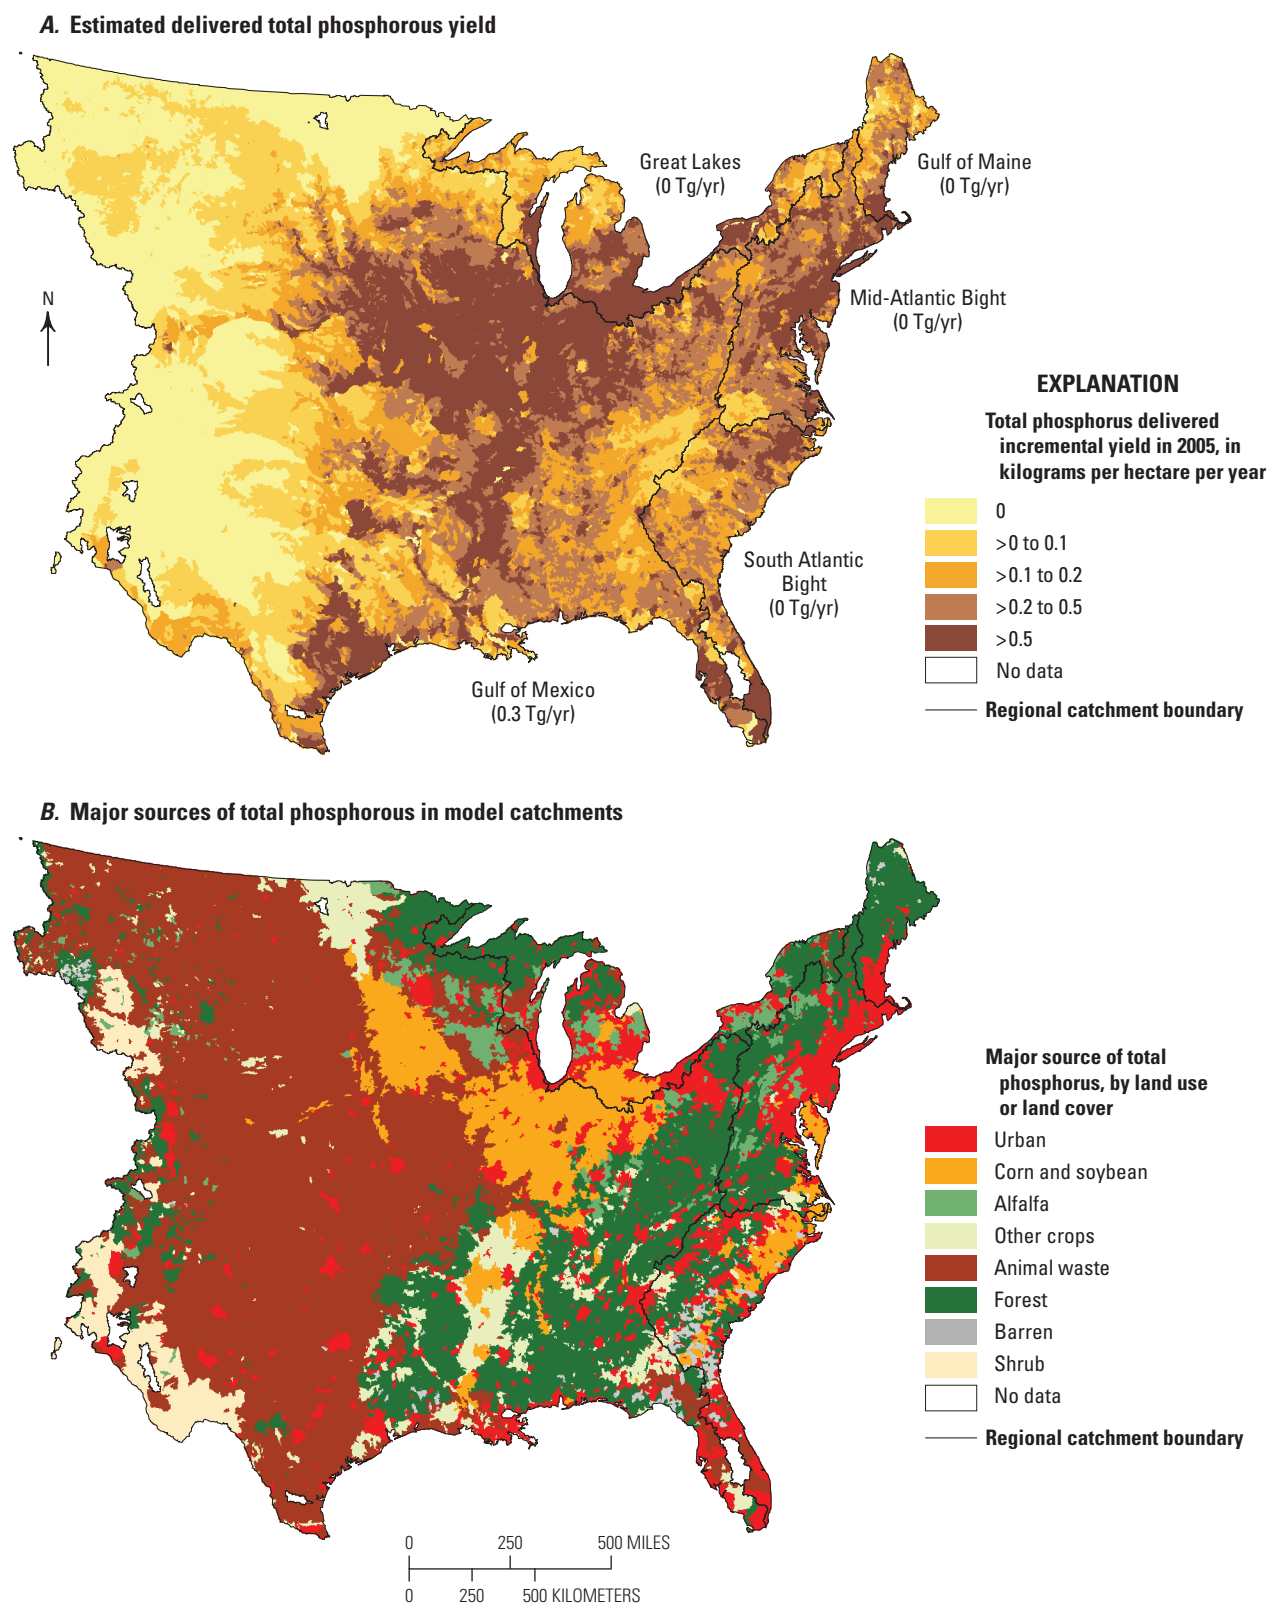 A. Estimated delivered total phosphorous yield
Great Lakes
(0 Tg/yr)
Gulf of Maine
(0 Tg/yr)
N
Mid-Atlantic Bight
(0 Tg/yr)
South Atlantic
Bight
(0 Tg/yr)
Gulf of Mexico
(0.3 Tg/yr)
EXPLANATION
Total phosphorus delivered
incremental yield in 2005, in
kilograms per hectare per year
0
>0 to 0.1
>0.1 to 0.2
>0.2 to 0.5
>0.5
No data
Regional catchment boundary
B. Major sources of total phosphorous in model catchments
Major source of total
phosphorus, by land use
or land cover
Urban
Corn and soybean
Alfalfa
Other crops
Animal waste
Forest
Barren
Shrub
No data
Regional catchment boundary
0 250 500 MILES
0 250 500 KILOMETERS